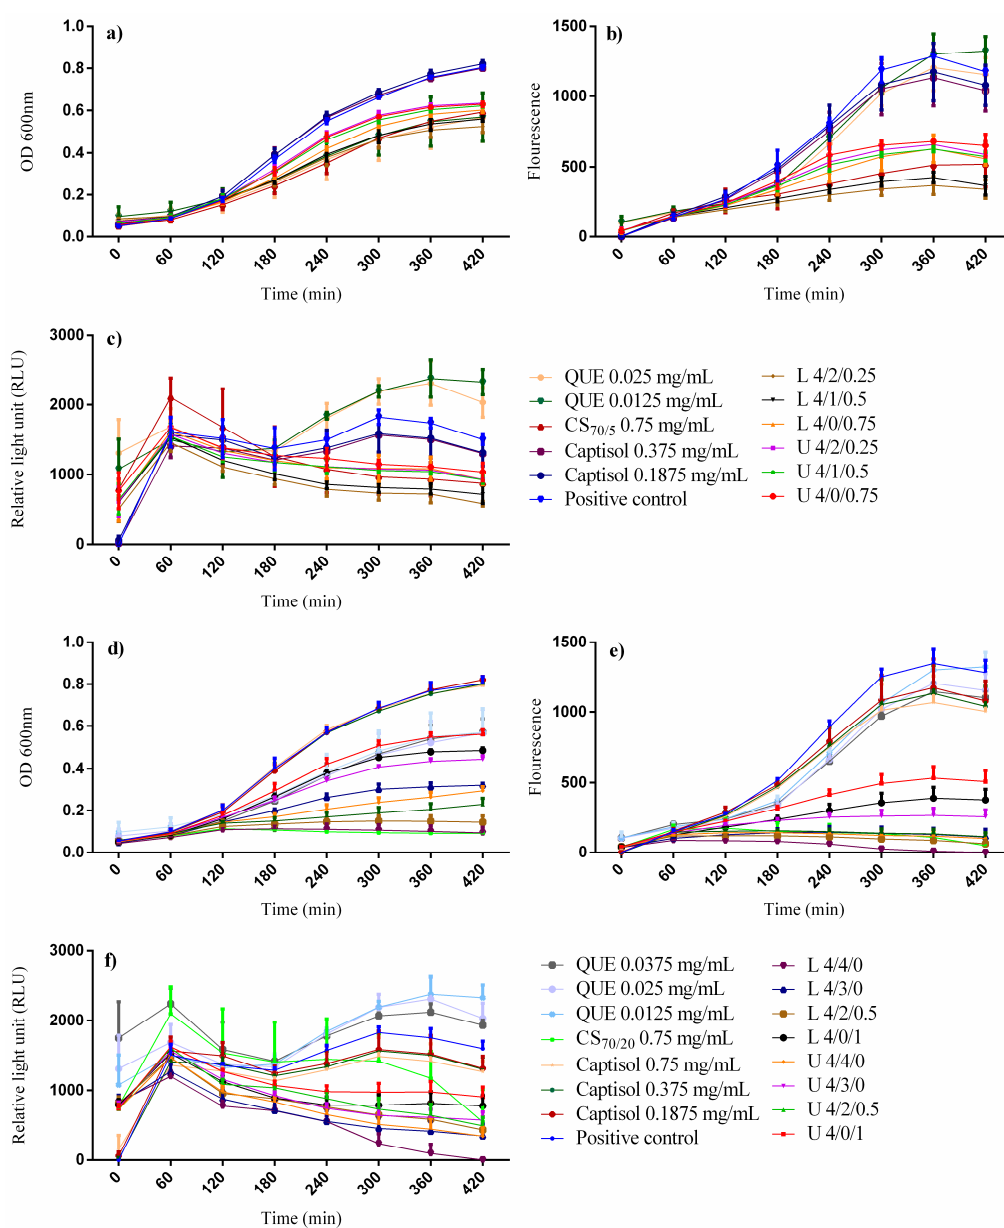 a)
1.0
0.8
0.6
0.4
0.2
0.0
OD 600nm
0 60 120 180 240 300 360 420
Time (min)
b)
1500
1000
500
0
Flourescence
0 60 120 180 240 300 360 420
Time (min)
c)
3000
2000
1000
0
Relative light unit (RLU)
0 60 120 180 240 300 360 420
Time (min)
QUE 0.025 mg/mL
QUE 0.0125 mg/mL
CS70/5 0.75 mg/mL
Captisol 0.375 mg/mL
Captisol 0.1875 mg/mL
Positive control
L 4/2/0.25
L 4/1/0.5
L 4/0/0.75
U 4/2/0.25
U 4/1/0.5
U 4/0/0.75
d)
1.0
0.8
0.6
0.4
0.2
0.0
OD 600nm
0 60 120 180 240 300 360 420
Time (min)
e)
1500
1000
500
0
Flourescence
0 60 120 180 240 300 360 420
Time (min)
f)
3000
2000
1000
0
Relative light unit (RLU)
0 60 120 180 240 300 360 420
Time (min)
QUE 0.0375 mg/mL
QUE 0.025 mg/mL
QUE 0.0125 mg/mL
CS70/20 0.75 mg/mL
Captisol 0.75 mg/mL
Captisol 0.375 mg/mL
Captisol 0.1875 mg/mL
Positive control
L 4/4/0
L 4/3/0
L 4/2/0.5
L 4/0/1
U 4/4/0
U 4/3/0
U 4/2/0.5
U 4/0/1